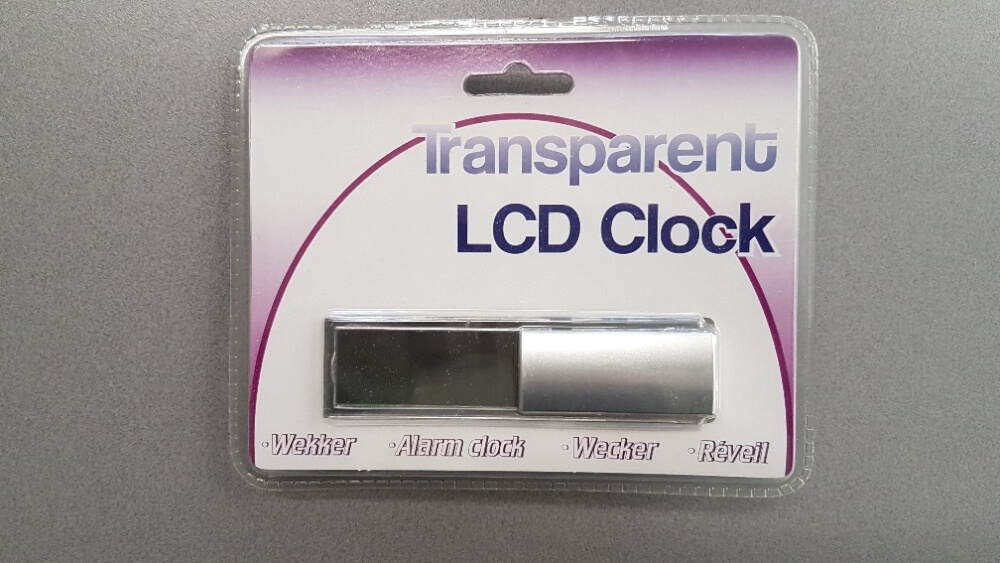 Transparent
LCD Clock
•Wekker •Alarm clock •Wecker •Réveil